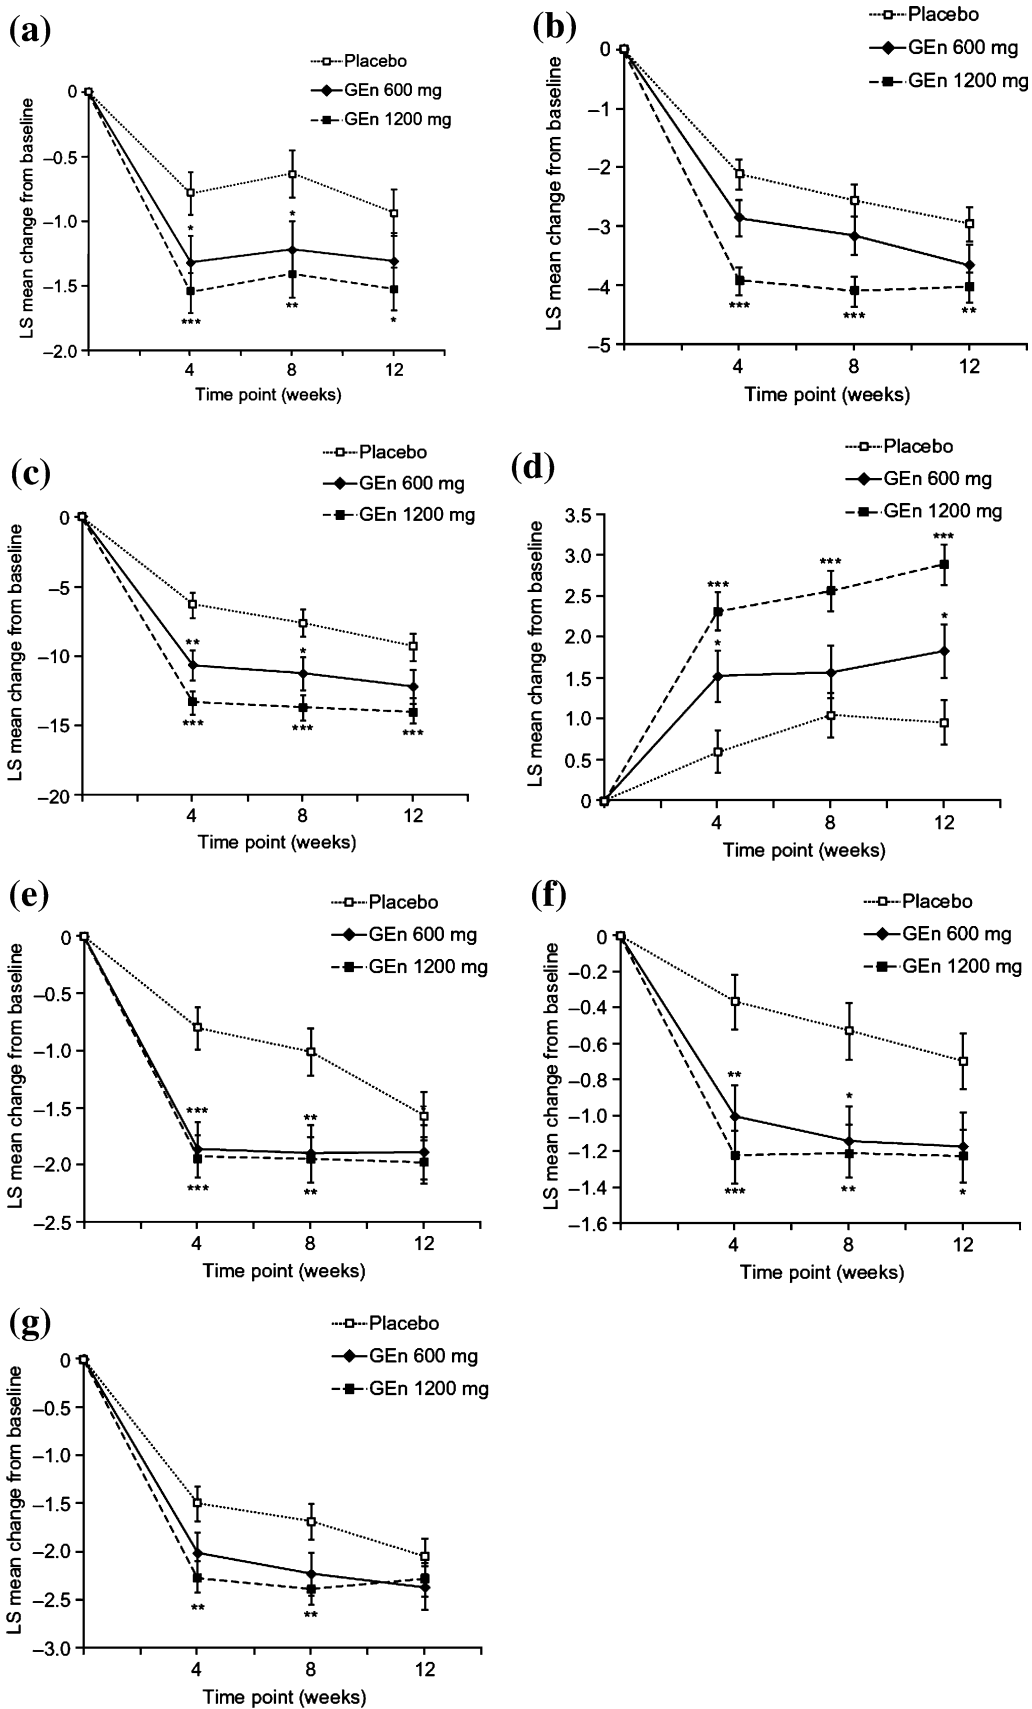 (a)
Placebo
GEn 600 mg
GEn 1200 mg
LS mean change from baseline
0
–0.5
–1.0
–1.5
–2.0
*
*
***
**
*
4 8 12
Time point (weeks)
(b)
Placebo
GEn 600 mg
GEn 1200 mg
LS mean change from baseline
0
–1
–2
–3
–4
–5
***
***
**
4 8 12
Time point (weeks)
(c)
Placebo
GEn 600 mg
GEn 1200 mg
LS mean change from baseline
0
–5
–10
–15
–20
**
*
***
***
***
4 8 12
Time point (weeks)
(d)
Placebo
GEn 600 mg
GEn 1200 mg
LS mean change from baseline
3.5
3.0
2.5
2.0
1.5
1.0
0.5
0
***
***
***
*
*
4 8 12
Time point (weeks)
(e)
Placebo
GEn 600 mg
GEn 1200 mg
LS mean change from baseline
0
–0.5
–1.0
–1.5
–2.0
–2.5
***
**
***
**
4 8 12
Time point (weeks)
(f)
Placebo
GEn 600 mg
GEn 1200 mg
LS mean change from baseline
0
–0.2
–0.4
–0.6
–0.8
–1.0
–1.2
–1.4
–1.6
**
*
***
**
*
4 8 12
Time point (weeks)
(g)
Placebo
GEn 600 mg
GEn 1200 mg
LS mean change from baseline
0
–0.5
–1.0
–1.5
–2.0
–2.5
–3.0
**
**
4 8 12
Time point (weeks)